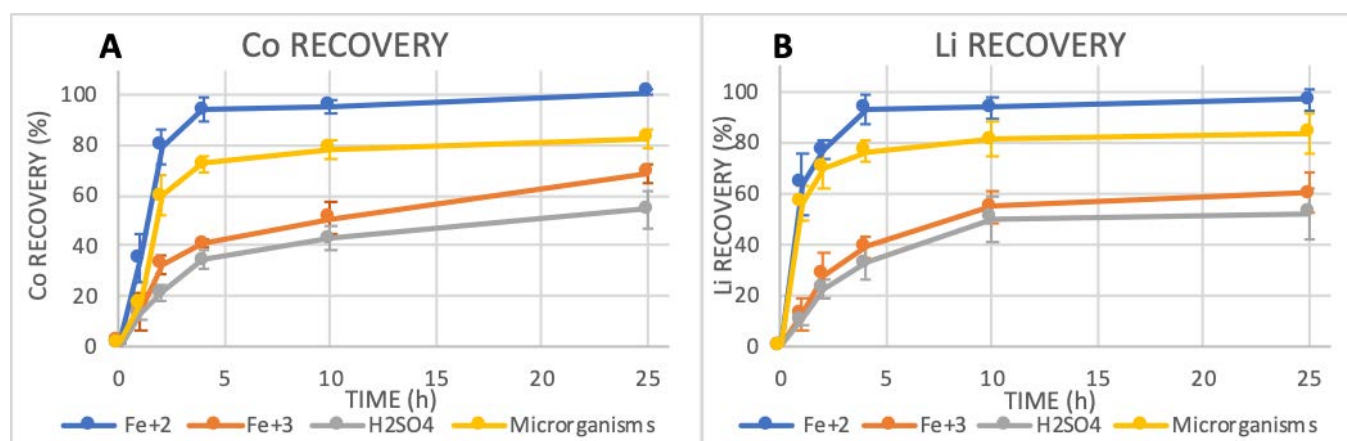 A
Co RECOVERY
Co RECOVERY (%)
100
80
60
40
20
0
0 5 10 15 20 25
TIME (h)
Fe+2 Fe+3 H2SO4 Microrganisms
B
Li RECOVERY
Li RECOVERY (%)
100
80
60
40
20
0
0 5 10 15 20 25
TIME (h)
Fe+2 Fe+3 H2SO4 Microrganisms